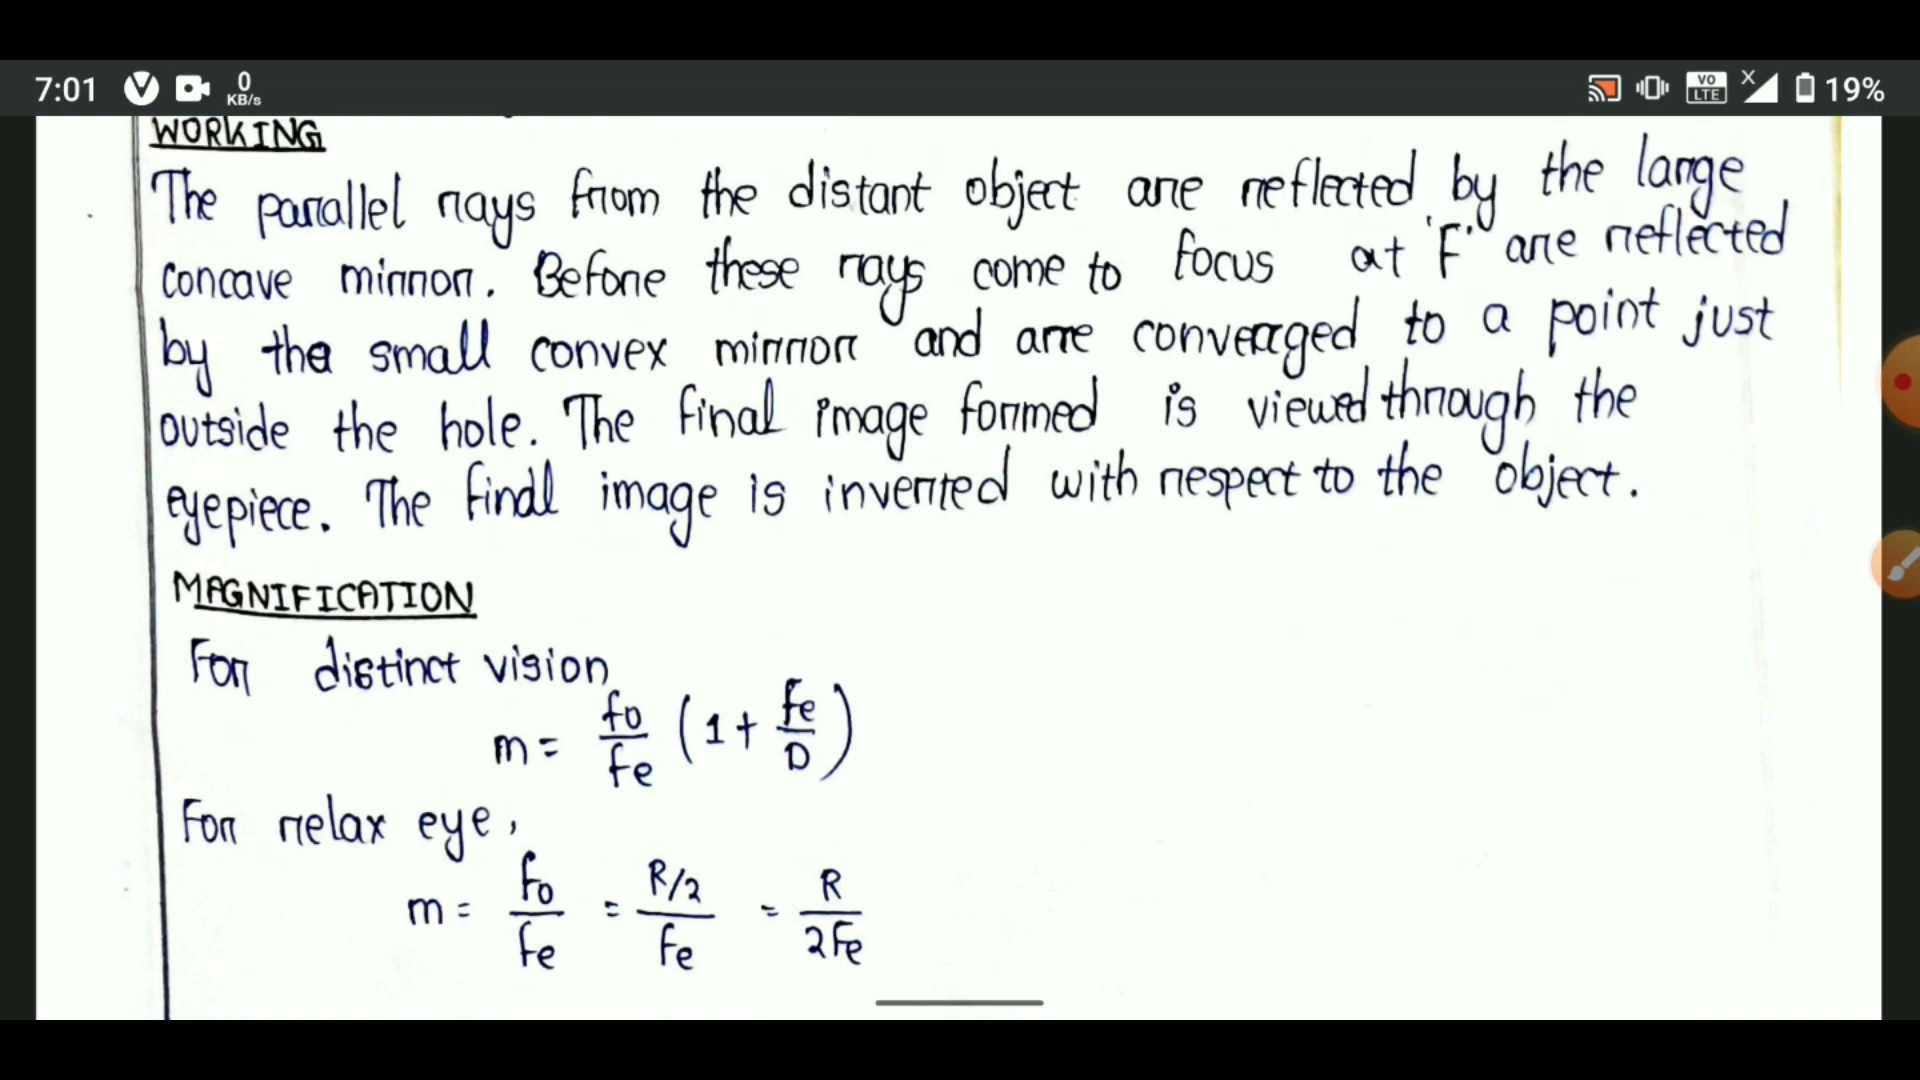 7:01 0 KB/s VO LTE X 19%
WORKING
The parallel rays from the distant object are reflected by the large
concave mirror. Before these rays come to focus at 'F' are reflected
by the small convex mirror and are converged to a point just
outside the hole. The final image formed is viewed through the
eyepiece. The final image is inverted with respect to the object.
MAGNIFICATION
For distinct vision
m = fo/fe (1 + fe/D)
For relax eye,
m = fo/fe = R/2/fe = R/2Fe